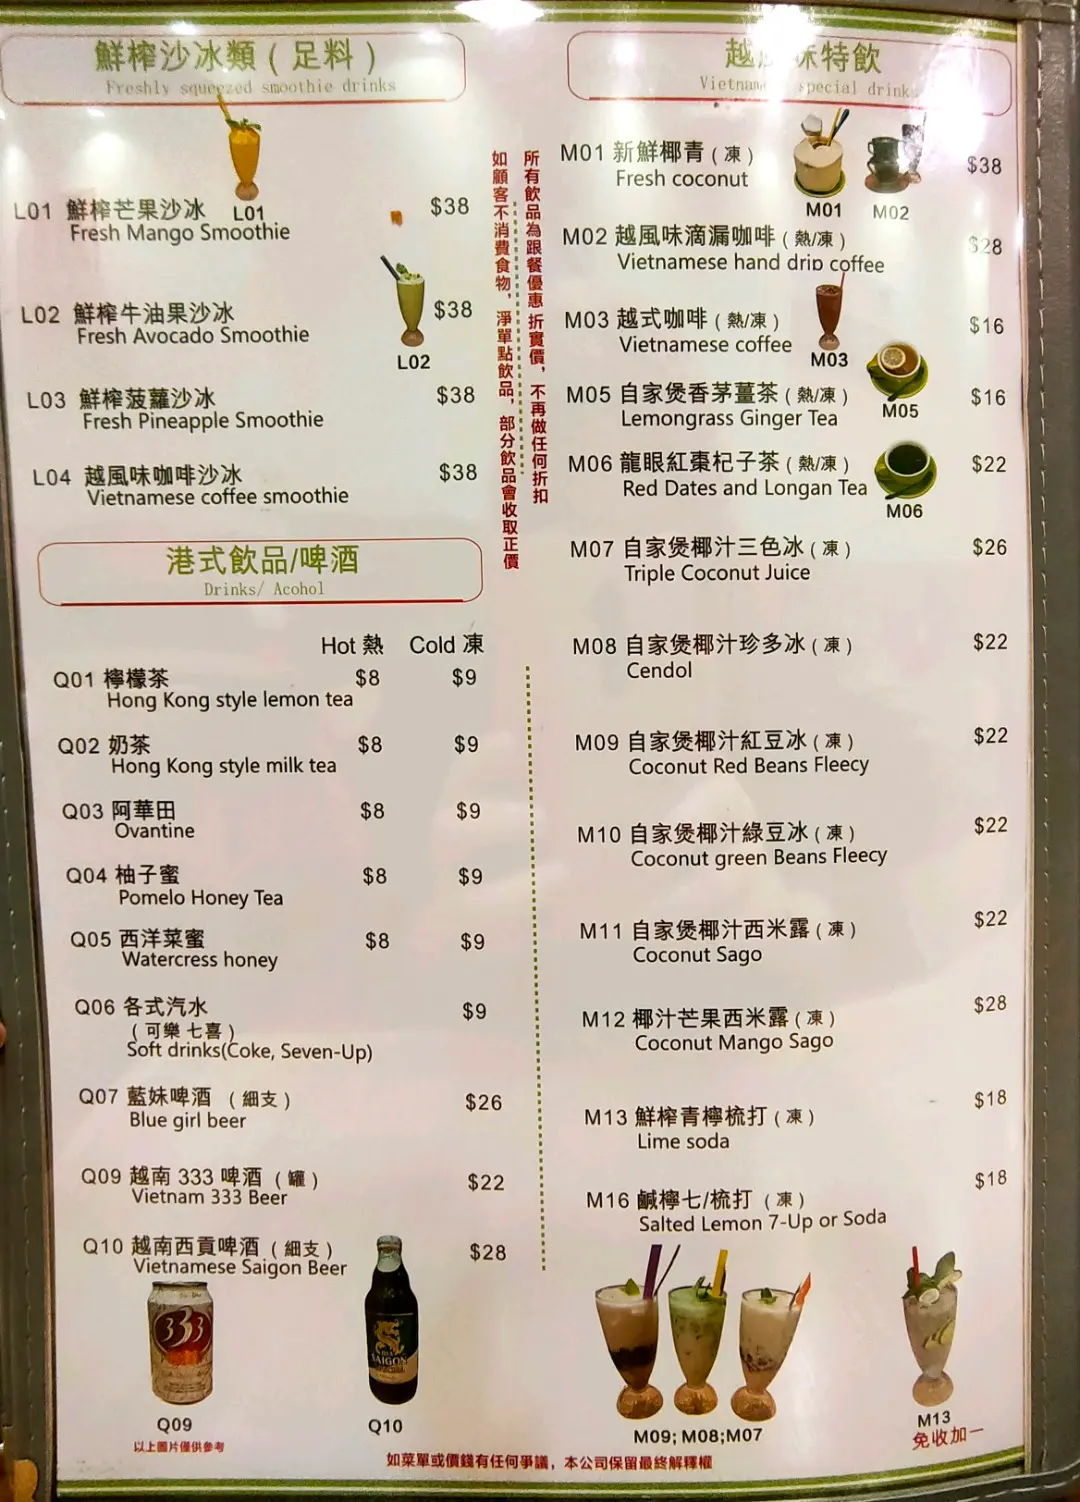 鮮榨沙冰類（足料）
Freshly squeezed smoothie drinks
L01
L01 鮮榨芒果沙冰 $38
Fresh Mango Smoothie
L02 鮮榨牛油果沙冰 $38
Fresh Avocado Smoothie
L02
L03 鮮榨菠蘿沙冰 $38
Fresh Pineapple Smoothie
L04 越風味咖啡沙冰 $38
Vietnamese coffee smoothie
港式飲品/啤酒
Drinks/ Acohol
Hot 熱 Cold 凍
Q01 檸檬茶 $8 $9
Hong Kong style lemon tea
Q02 奶茶 $8 $9
Hong Kong style milk tea
Q03 阿華田 $8 $9
Ovantine
Q04 柚子蜜 $8 $9
Pomelo Honey Tea
Q05 西洋菜蜜 $8 $9
Watercress honey
Q06 各式汽水 $9
（可樂 七喜）
Soft drinks(Coke, Seven-Up)
Q07 藍妹啤酒 （細支） $26
Blue girl beer
Q09 越南 333 啤酒（罐） $22
Vietnam 333 Beer
Q10 越南西貢啤酒（細支） $28
Vietnamese Saigon Beer
333
SAIGON
Q09
Q10
以上圖片僅供參考
所有飲品為跟餐優惠折實價，不再做任何折扣
如顧客不消費食物，淨單點飲品，部分飲品會收取正價
越 味特飲
special drink
M01 新鮮椰青（凍） $38
Fresh coconut
M01
M02
M02 越風味滴漏咖啡（熱/凍） $28
Vietnamese hand drip coffee
M03 越式咖啡（熱/凍） $16
Vietnamese coffee
M03
M05 自家煲香茅薑茶（熱/凍） $16
Lemongrass Ginger Tea
M05
M06 龍眼紅棗杞子茶（熱/凍） $22
Red Dates and Longan Tea
M06
M07 自家煲椰汁三色冰（凍） $26
Triple Coconut Juice
M08 自家煲椰汁珍多冰（凍） $22
Cendol
M09 自家煲椰汁紅豆冰（凍） $22
Coconut Red Beans Fleecy
M10 自家煲椰汁綠豆冰（凍） $22
Coconut green Beans Fleecy
M11 自家煲椰汁西米露（凍） $22
Coconut Sago
M12 椰汁芒果西米露（凍） $28
Coconut Mango Sago
M13 鮮榨青檸梳打（凍） $18
Lime soda
M16 鹹檸七/梳打 （凍） $18
Salted Lemon 7-Up or Soda
M09; M08;M07
M13
免收加一
如菜單或價錢有任何爭議，本公司保留最終解釋權